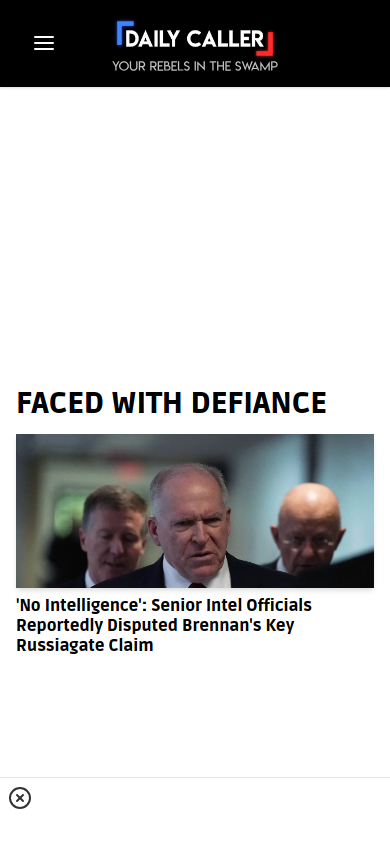 DAILY CALLER
YOUR REBELS IN THE SWAMP
FACED WITH DEFIANCE
'No Intelligence': Senior Intel Officials
Reportedly Disputed Brennan's Key
Russiagate Claim